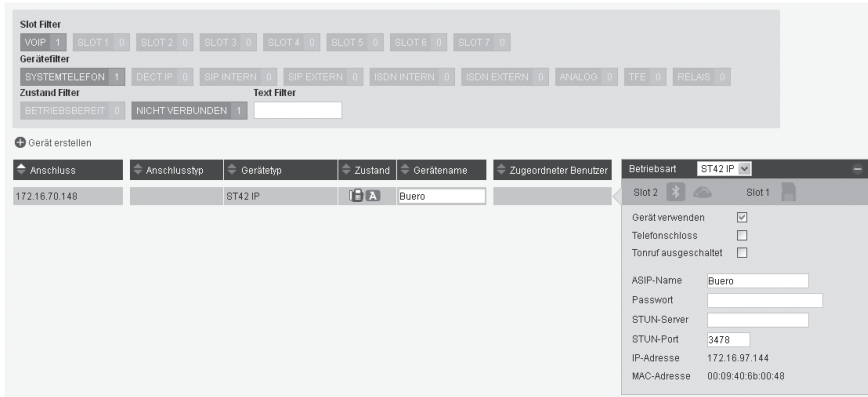 Slot Filter
VOIP 1 SLOT 1 0 SLOT 2 0 SLOT 3 0 SLOT 4 0 SLOT 5 0 SLOT 6 0 SLOT 7 0
Gerätefilter
SYSTEMTELEFON 1 DECT IP 0 SIP INTERN 0 SIP EXTERN 0 ISDN INTERN 0 ISDN EXTERN 0 ANALOG 0 TFE 0 RELAIS 0
Zustand Filter Text Filter
BETRIEBSBEREIT 0 NICHT VERBUNDEN 1
Gerät erstellen
Anschluss Anschlusstyp Gerätetyp Zustand Gerätename Zugeordneter Benutzer
172.16.70.148 ST42 IP A Buero
Betriebsart ST42 IP
Slot 2 Slot 1
Gerät verwenden
Telefonschloss
Tonruf ausgeschaltet
ASIP-Name Buero
Passwort
STUN-Server
STUN-Port 3478
IP-Adresse 172.16.97.144
MAC-Adresse 00:09:40:6b:00:48